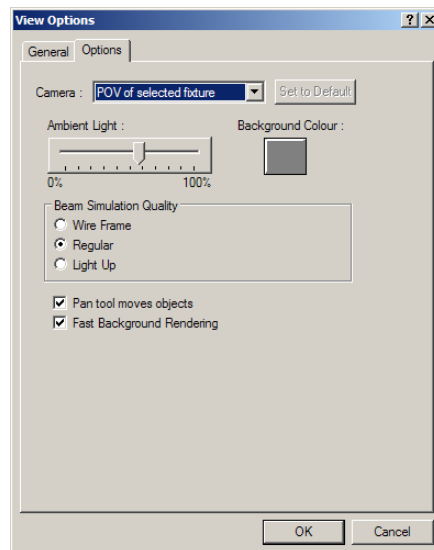 View Options
General Options
Camera : POV of selected fixture Set to Default
Ambient Light : Background Colour :
0% 100%
Beam Simulation Quality
Wire Frame
Regular
Light Up
Pan tool moves objects
Fast Background Rendering
OK Cancel